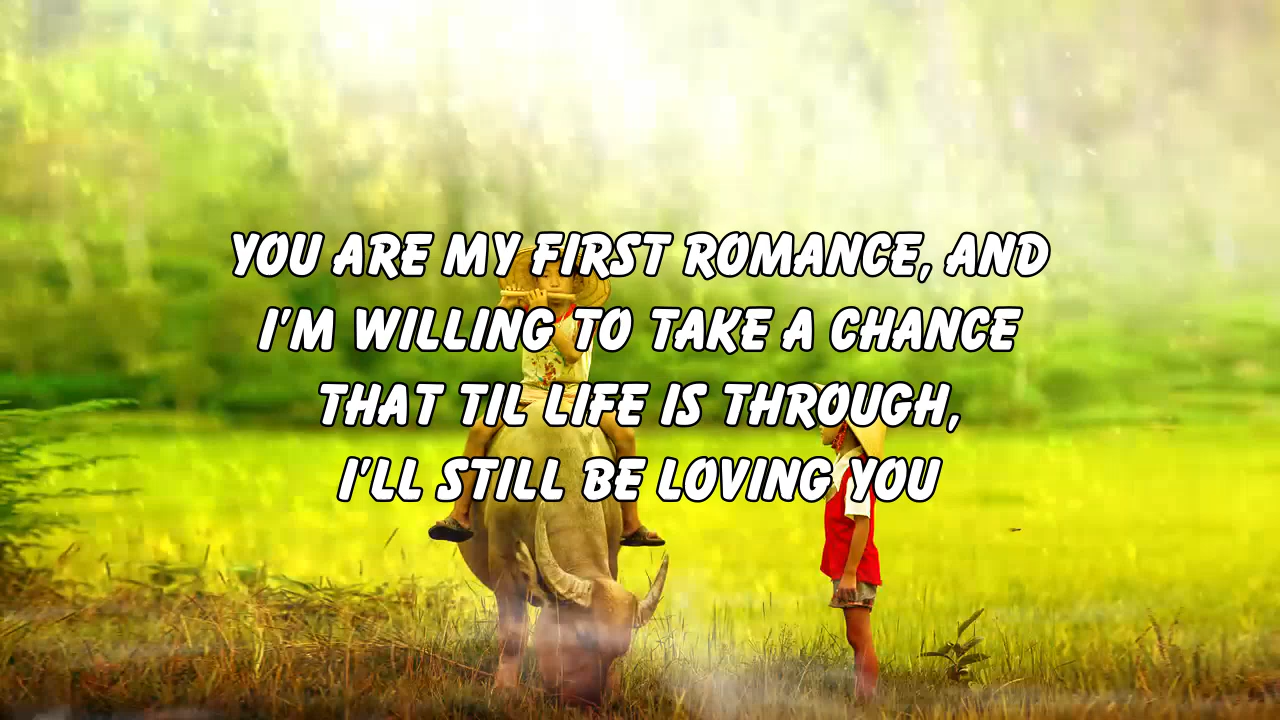 YOU ARE MY FIRST ROMANCE, AND
I'M WILLING TO TAKE A CHANCE
THAT TIL LIFE IS THROUGH,
I'LL STILL BE LOVING YOU